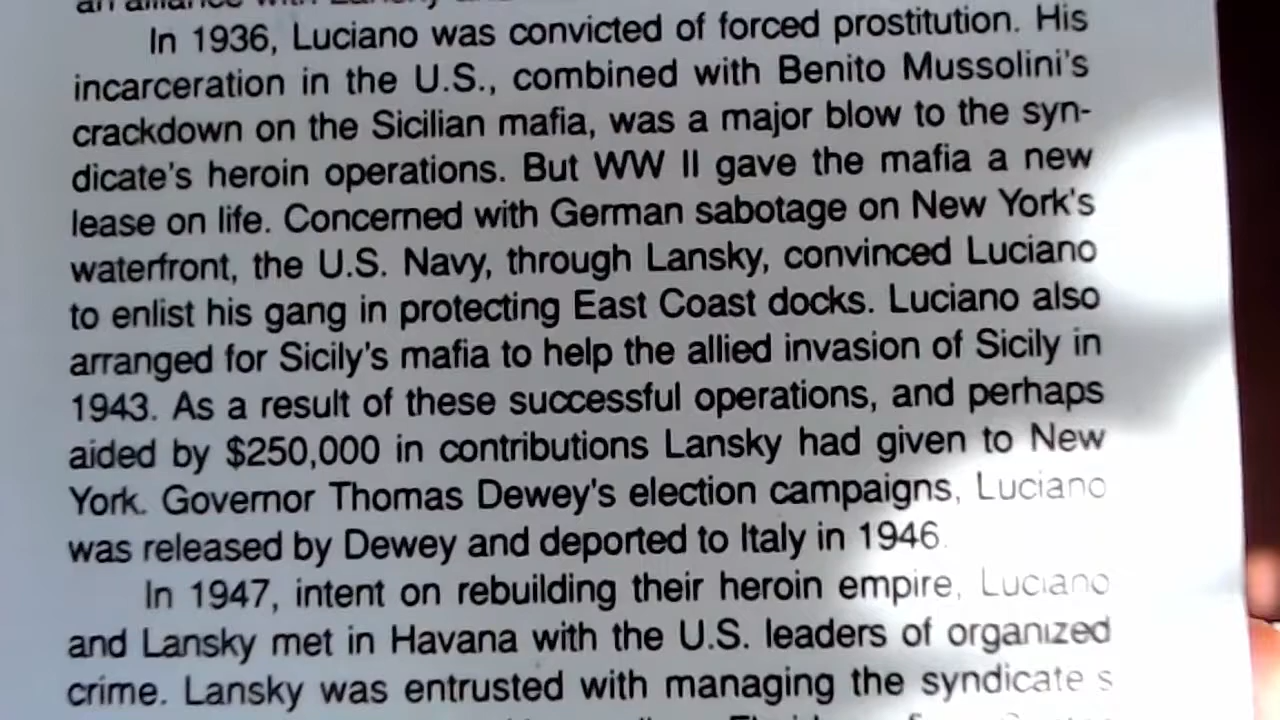 an alliance with Lansky and
In 1936, Luciano was convicted of forced prostitution. His
incarceration in the U.S., combined with Benito Mussolini's
crackdown on the Sicilian mafia, was a major blow to the syn-
dicate's heroin operations. But WW II gave the mafia a new
lease on life. Concerned with German sabotage on New York's
waterfront, the U.S. Navy, through Lansky, convinced Luciano
to enlist his gang in protecting East Coast docks. Luciano also
arranged for Sicily's mafia to help the allied invasion of Sicily in
1943. As a result of these successful operations, and perhaps
aided by $250,000 in contributions Lansky had given to New
York. Governor Thomas Dewey's election campaigns, Luciano
was released by Dewey and deported to Italy in 1946.
In 1947, intent on rebuilding their heroin empire, Luciano
and Lansky met in Havana with the U.S. leaders of organized
crime. Lansky was entrusted with managing the syndicate s